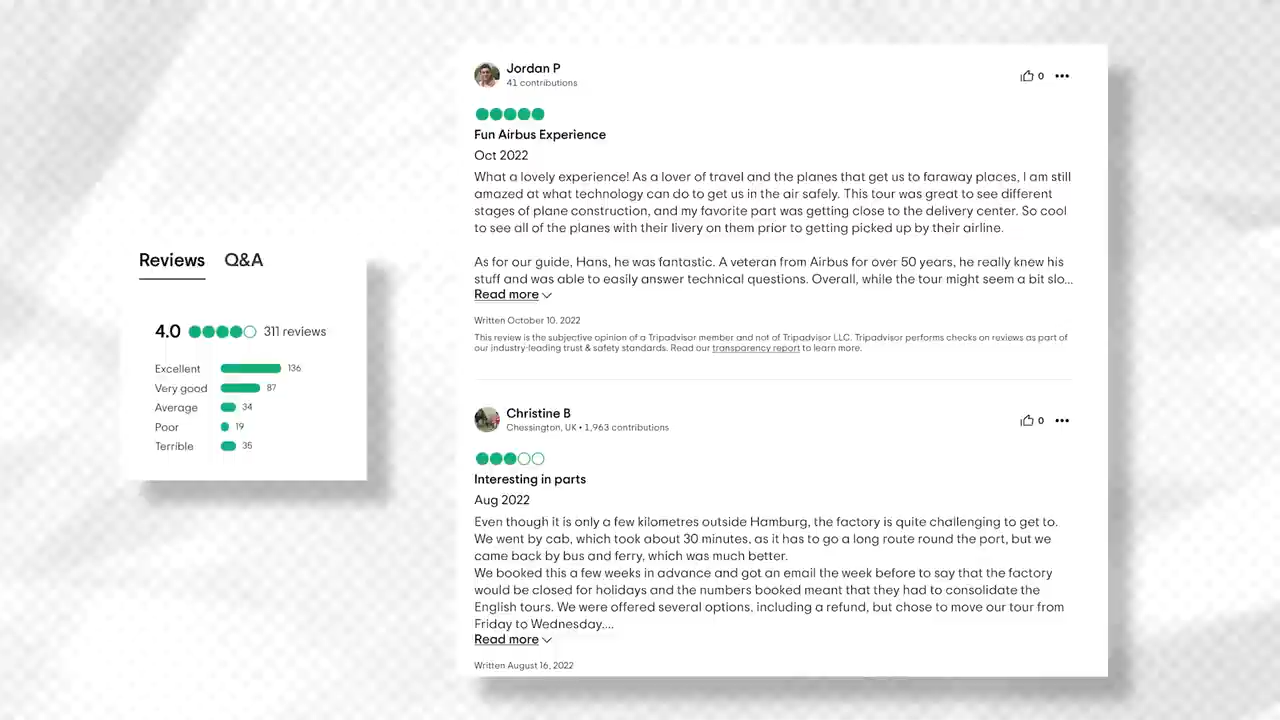 Reviews Q&A
4.0 311 reviews
Excellent 136
Very good 87
Average 34
Poor 19
Terrible 35
Jordan P
41 contributions
0
Fun Airbus Experience
Oct 2022
What a lovely experience! As a lover of travel and the planes that get us to faraway places, I am still
amazed at what technology can do to get us in the air safely. This tour was great to see different
stages of plane construction, and my favorite part was getting close to the delivery center. So cool
to see all of the planes with their livery on them prior to getting picked up by their airline.
As for our guide, Hans, he was fantastic. A veteran from Airbus for over 50 years, he really knew his
stuff and was able to easily answer technical questions. Overall, while the tour might seem a bit slo...
Read more
Written October 10, 2022
This review is the subjective opinion of a Tripadvisor member and not of Tripadvisor LLC. Tripadvisor performs checks on reviews as part of
our industry-leading trust & safety standards. Read our transparency report to learn more.
Christine B
Chessington, UK • 1,963 contributions
0
Interesting in parts
Aug 2022
Even though it is only a few kilometres outside Hamburg, the factory is quite challenging to get to.
We went by cab, which took about 30 minutes, as it has to go a long route round the port, but we
came back by bus and ferry, which was much better.
We booked this a few weeks in advance and got an email the week before to say that the factory
would be closed for holidays and the numbers booked meant that they had to consolidate the
English tours. We were offered several options, including a refund, but chose to move our tour from
Friday to Wednesday....
Read more
Written August 16, 2022